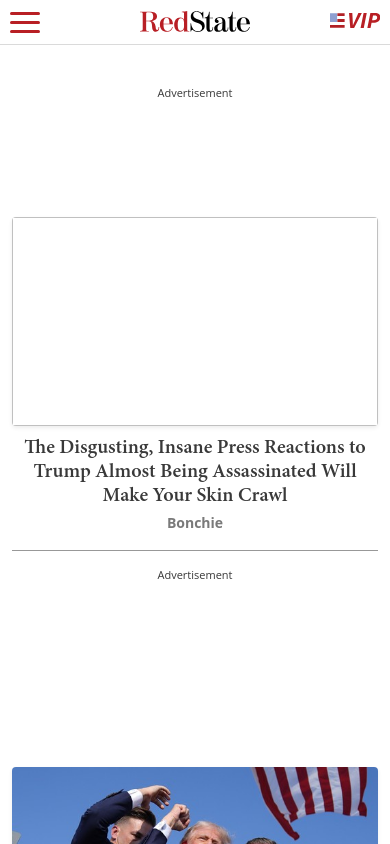 RedState
VIP
Advertisement
The Disgusting, Insane Press Reactions to
Trump Almost Being Assassinated Will
Make Your Skin Crawl
Bonchie
Advertisement